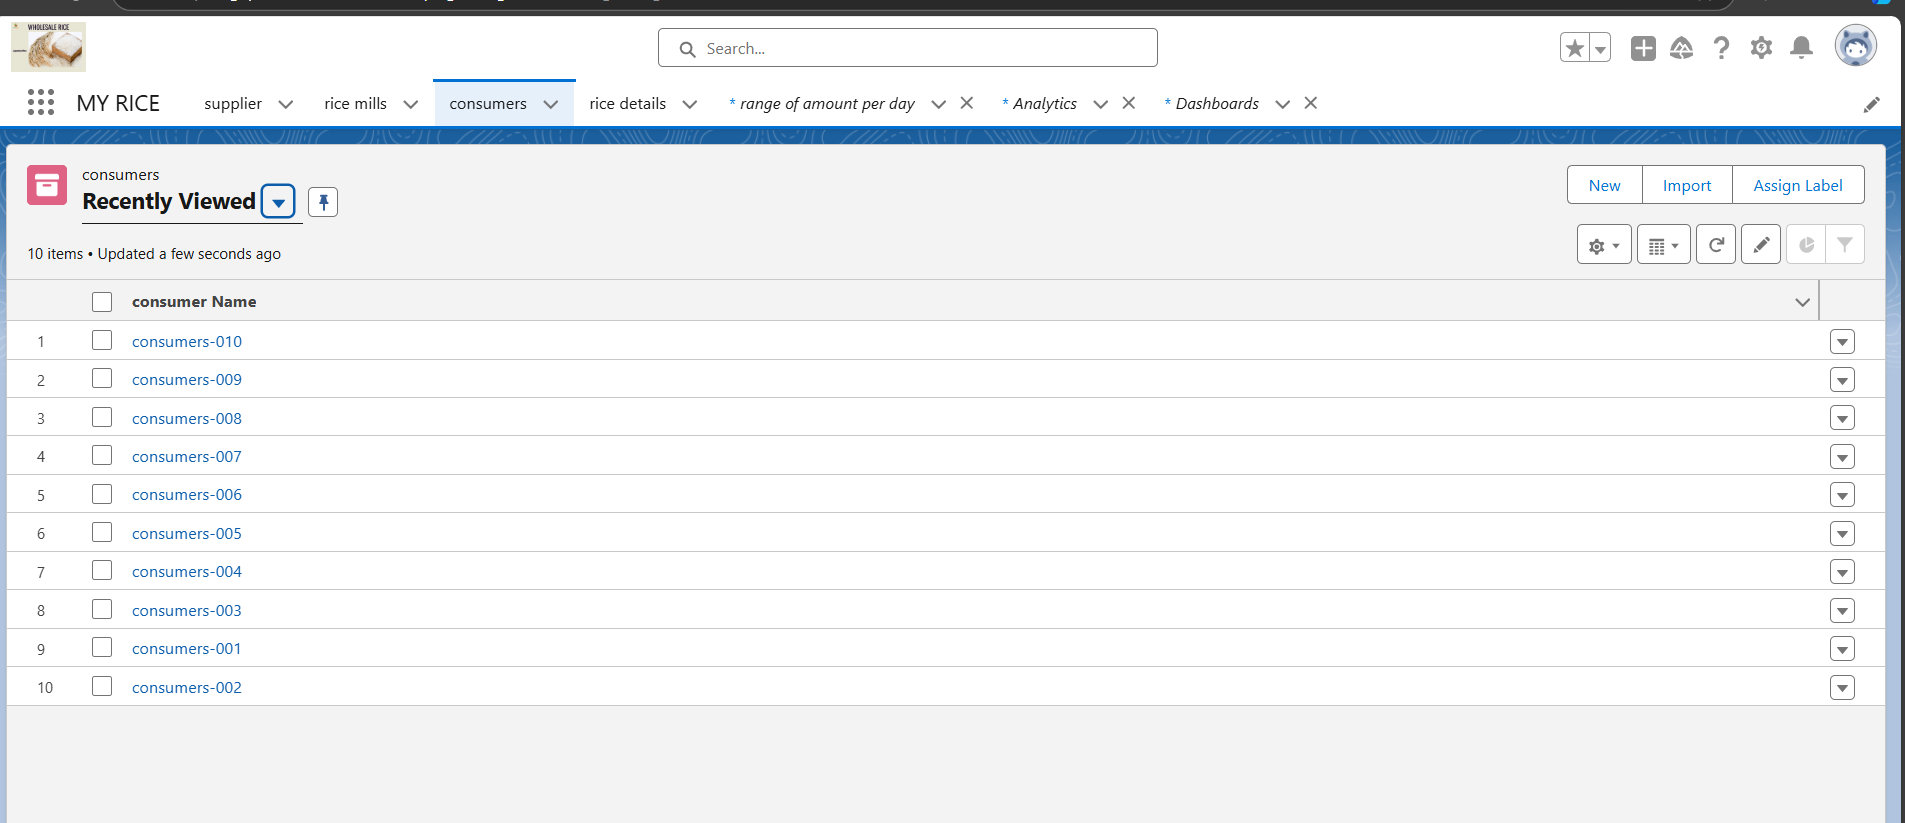 WHOLESALE RICE
Search...
MY RICE
supplier
rice mills
consumers
rice details
* range of amount per day
* Analytics
* Dashboards
consumers
Recently Viewed
New
Import
Assign Label
10 items • Updated a few seconds ago
consumer Name
1 consumers-010
2 consumers-009
3 consumers-008
4 consumers-007
5 consumers-006
6 consumers-005
7 consumers-004
8 consumers-003
9 consumers-001
10 consumers-002